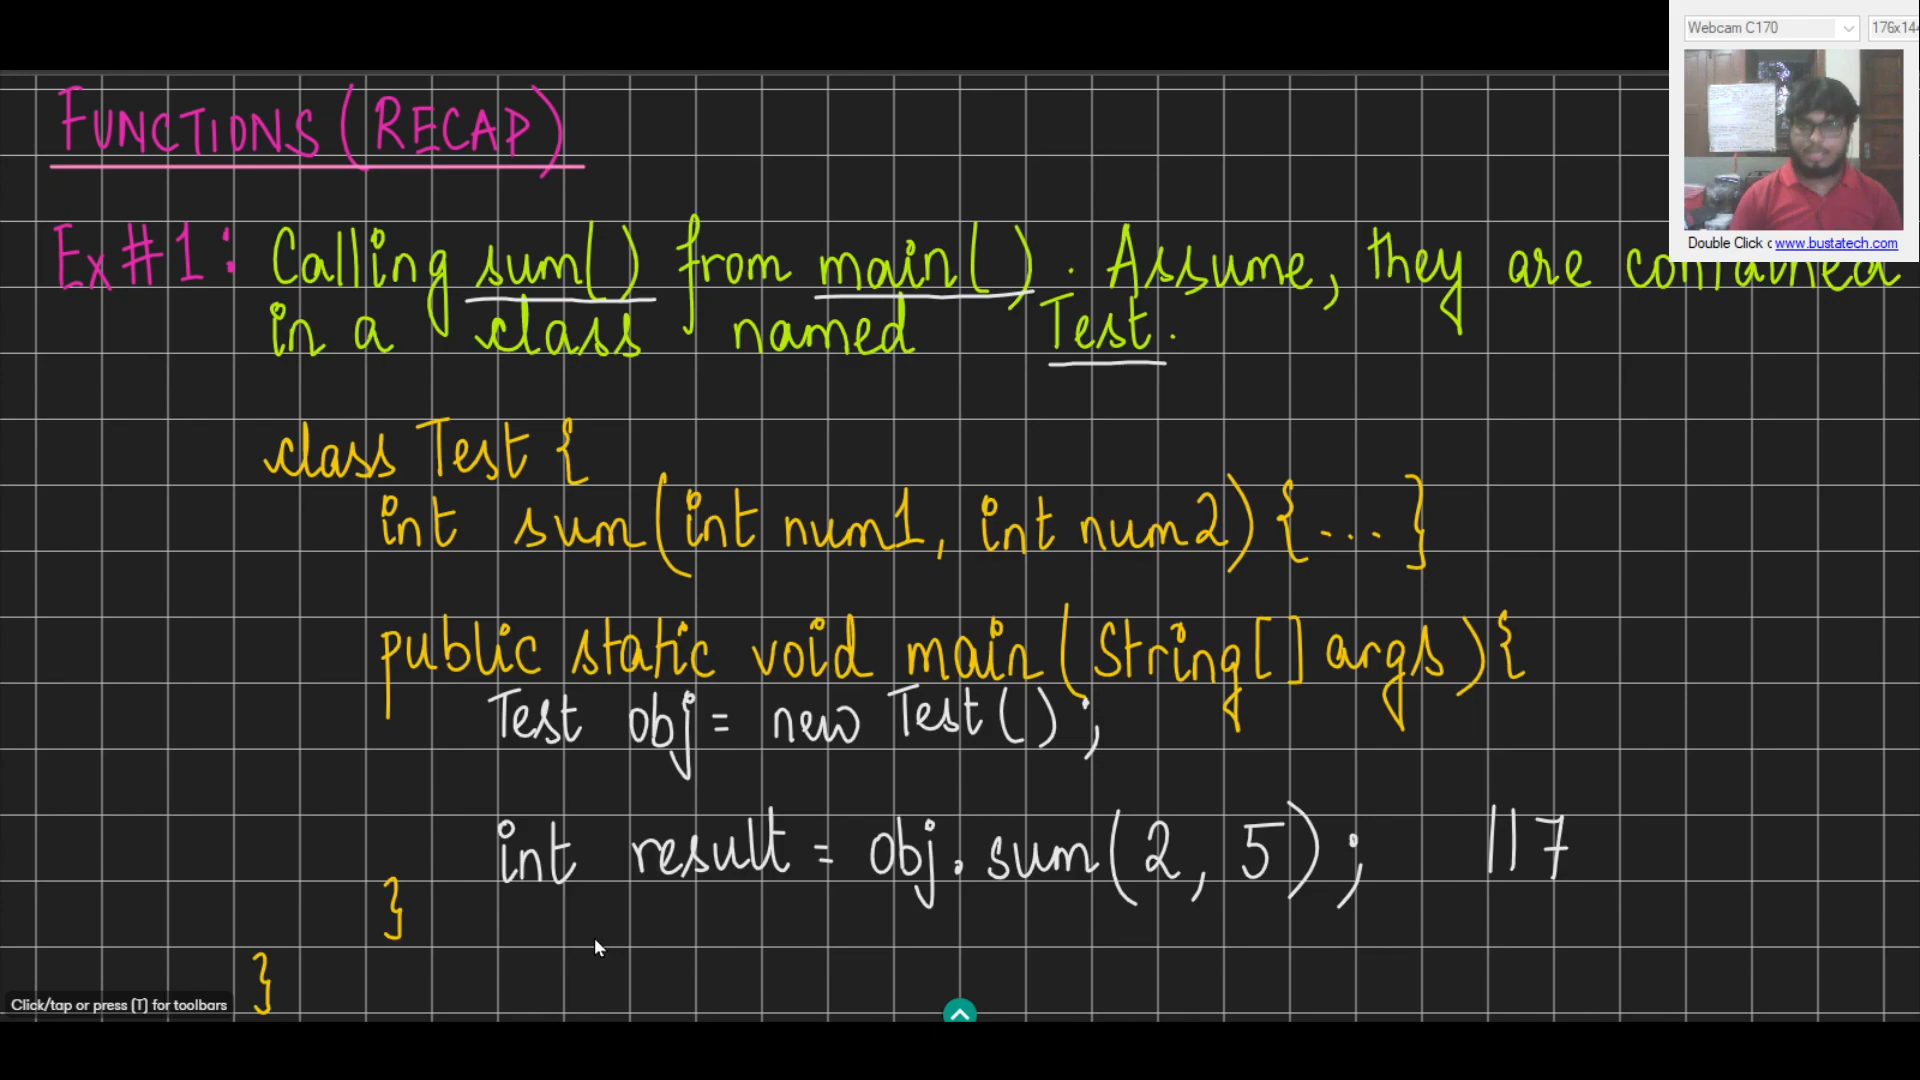 Webcam C170
176x144
FUNCTIONS (RECAP)
Double Click c www.bustatech.com
Ex#1: Calling sum() from main(). Assume, they are contained
in a class named Test.
class Test {
int sum(int num1, int num2) {...}
public static void main(String[] args) {
Test obj = new Test();
int result = obj.sum(2, 5); //7
}
}
Click/tap or press (T) for toolbars